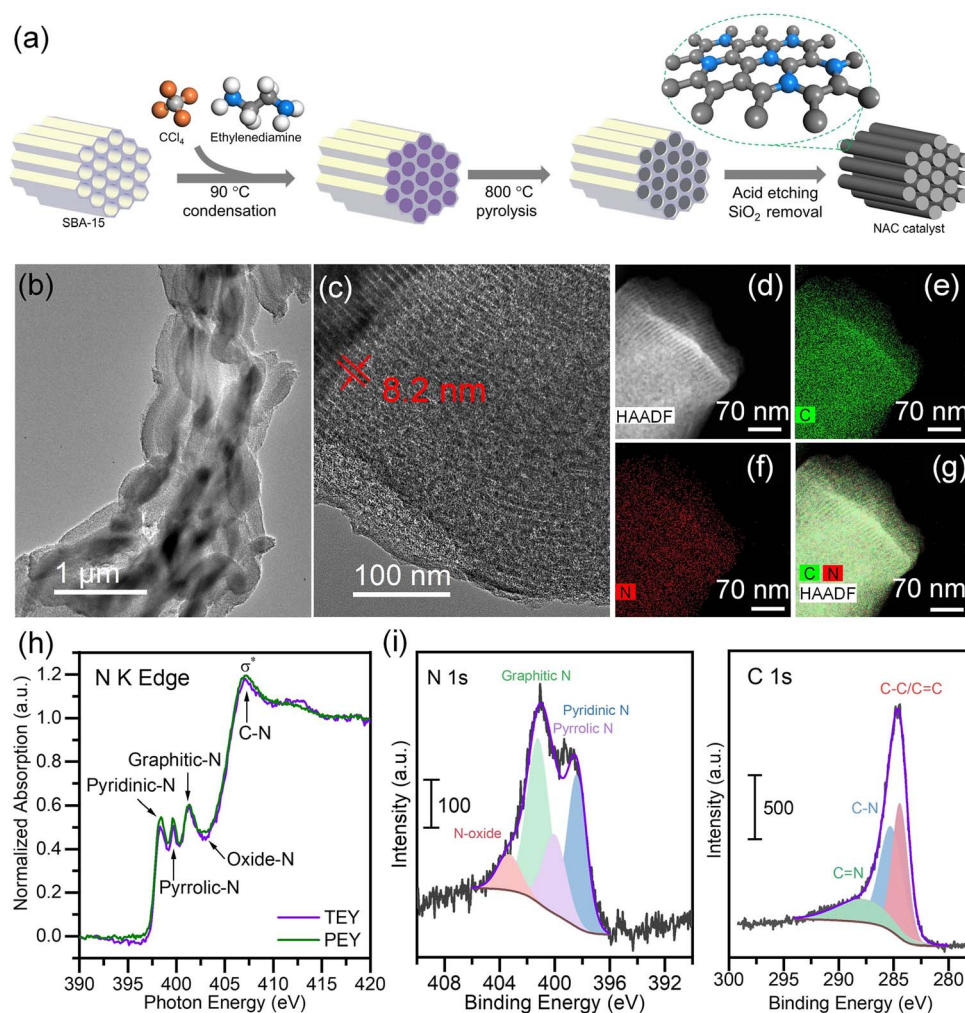 (a)
CCl₄
Ethylenediamine
90 °C
condensation
SBA-15
800 °C
pyrolysis
Acid etching
SiO₂ removal
NAC catalyst
(b)
1 μm
(c)
8.2 nm
100 nm
(d)
HAADF
70 nm
(e)
C
70 nm
(f)
N
70 nm
(g)
C N
HAADF
70 nm
(h)
N K Edge
σ*
C-N
Graphitic-N
Pyridinic-N
Pyrrolic-N
Oxide-N
TEY
PEY
Normalized Absorption (a.u.)
0.0
0.2
0.4
0.6
0.8
1.0
1.2
390 395 400 405 410 415 420
Photon Energy (eV)
(i)
N 1s
Graphitic N
Pyridinic N
Pyrrolic N
N-oxide
100
Intensity (a.u.)
408 404 400 396 392
Binding Energy (eV)
C 1s
C-C/C=C
C-N
C=N
500
Intensity (a.u.)
300 295 290 285 280
Binding Energy (eV)